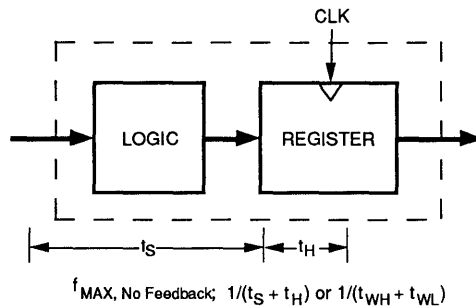 CLK
LOGIC
REGISTER
tS
tH
fMAX, No Feedback; 1/(tS + tH) or 1/(tWH + tWL)